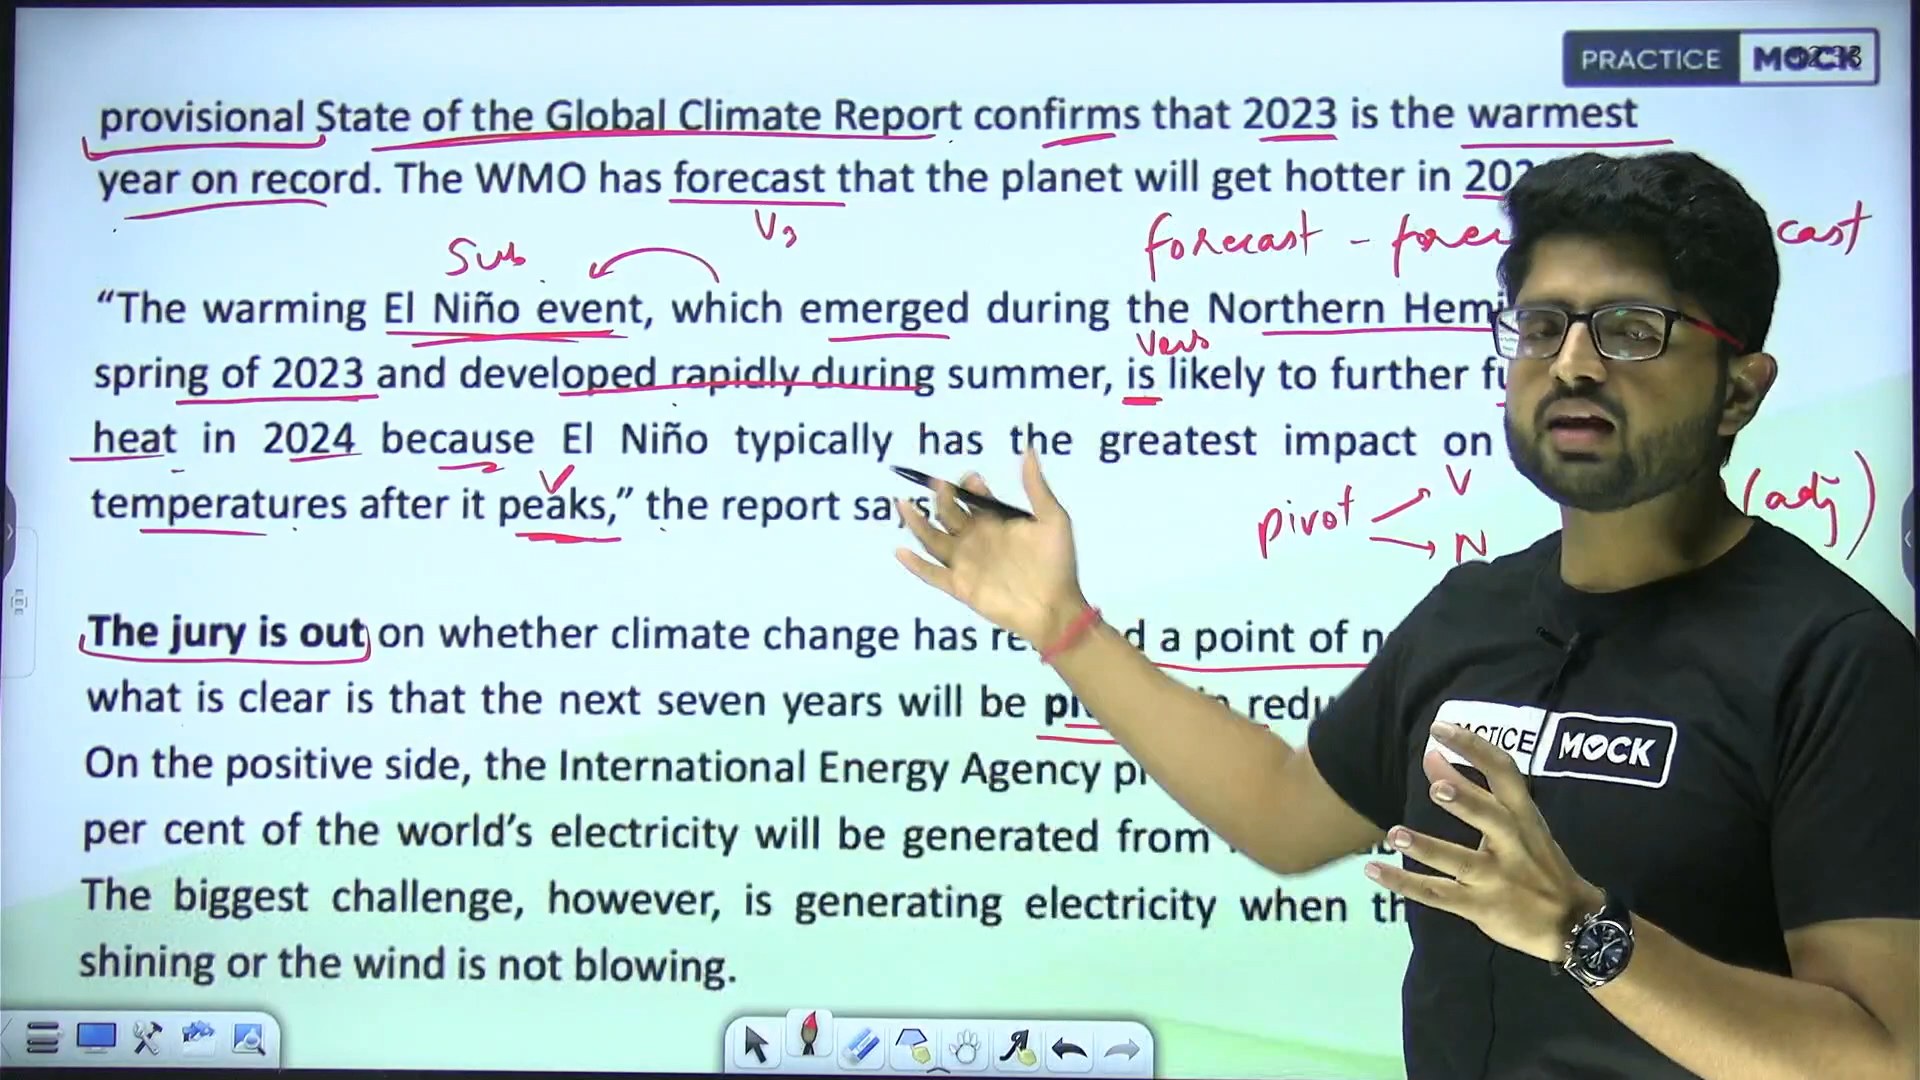 PRACTICE MOCK
provisional State of the Global Climate Report confirms that 2023 is the warmest
year on record. The WMO has forecast that the planet will get hotter in
V3
forecast - cast
Sub
“The warming El Niño event, which emerged during the Northern
Verb
spring of 2023 and developed rapidly during summer, is likely to further
heat in 2024 because El Niño typically has the greatest impact on
V
temperatures after it peaks,” the report says
pivot V (adj)
N
The jury is out on whether climate change has a point of
what is clear is that the next seven years will be
On the positive side, the International Energy Agency
per cent of the world’s electricity will be generated from
The biggest challenge, however, is generating electricity when
shining or the wind is not blowing.
PRACTICE MOCK